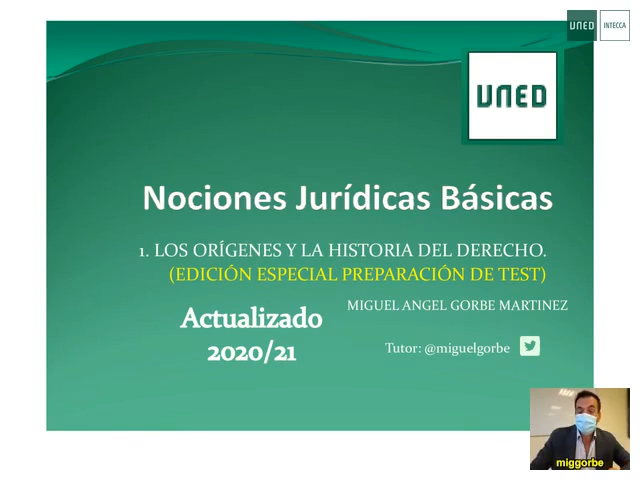 UNED
INTECCA
UNED
Nociones Jurídicas Básicas
1. LOS ORÍGENES Y LA HISTORIA DEL DERECHO.
(EDICIÓN ESPECIAL PREPARACIÓN DE TEST)
MIGUEL ANGEL GORBE MARTINEZ
Actualizado
2020/21
Tutor: @miguelgorbe
miggorbe